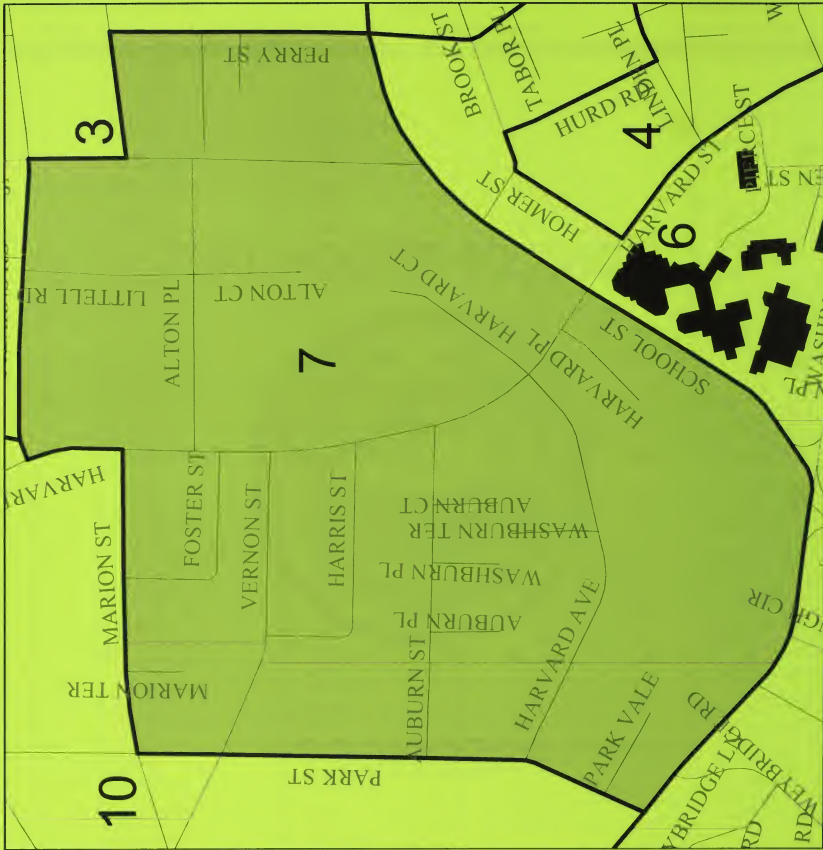 3
PERRY ST
BROOK ST
TABOR PL
LINDEN PL
HURD RD
4
HARVARD ST
HOMER ST
6
LITTELL RD
ALTON PL
ALTON CT
HARVARD CT
7
HARVARD PL
SCHOOL ST
MARION ST
FOSTER ST
VERNON ST
HARRIS ST
AUBURN CT
WASHBURN TER
WASHBURN PL
AUBURN PL
AUBURN ST
HARVARD AVE
MARION TER
PARK ST
PARK VALE
10
WEYBRIDGE RD
RD
RD